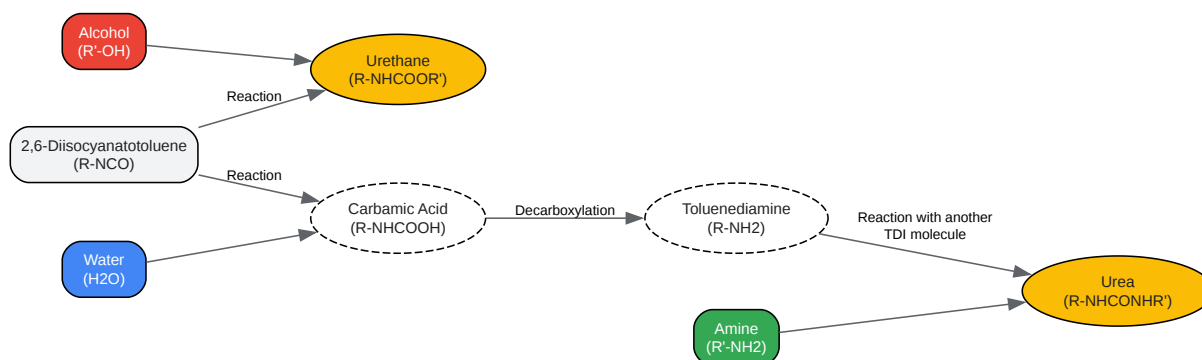 Alcohol
(R'-OH)
Urethane
(R-NHCOOR')
Reaction
2,6-Diisocyanatotoluene
(R-NCO)
Reaction
Carbamic Acid
(R-NHCOOH)
Decarboxylation
Toluenediamine
(R-NH2)
Reaction with another
TDI molecule
Water
(H2O)
Urea
(R-NHCONHR')
Amine
(R'-NH2)